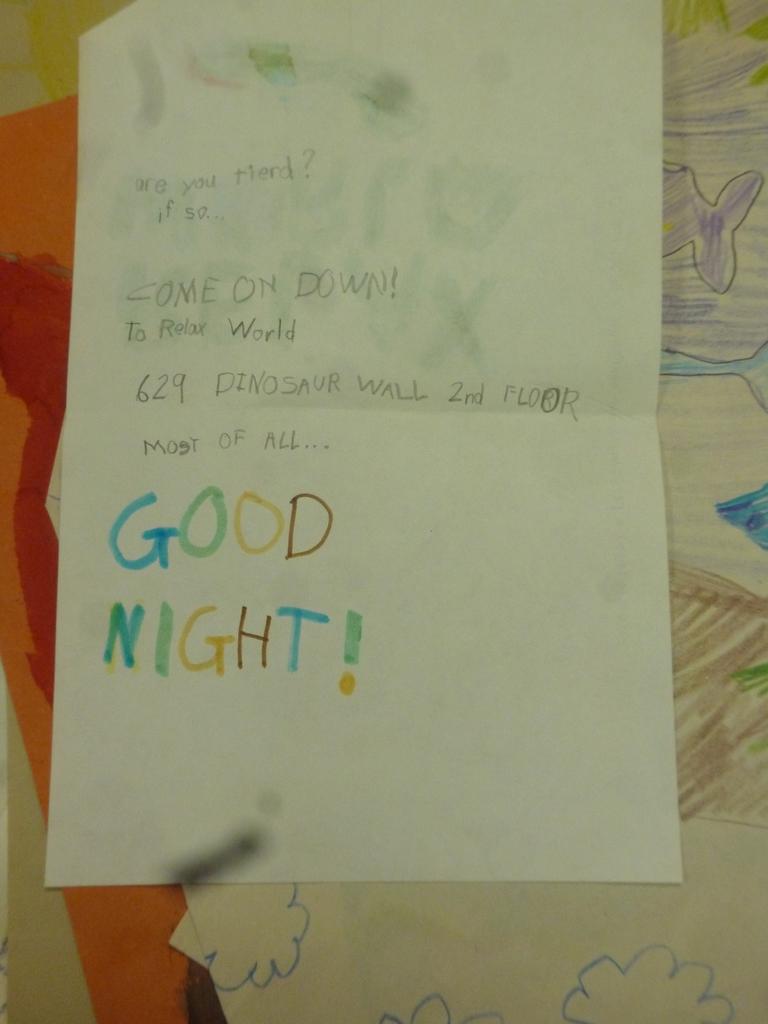 are you tierd?
if so...
COME ON DOWN!
To Relax World
629 DINOSAUR WALL 2nd FLOOR
MOST OF ALL...
GOOD
NIGHT!